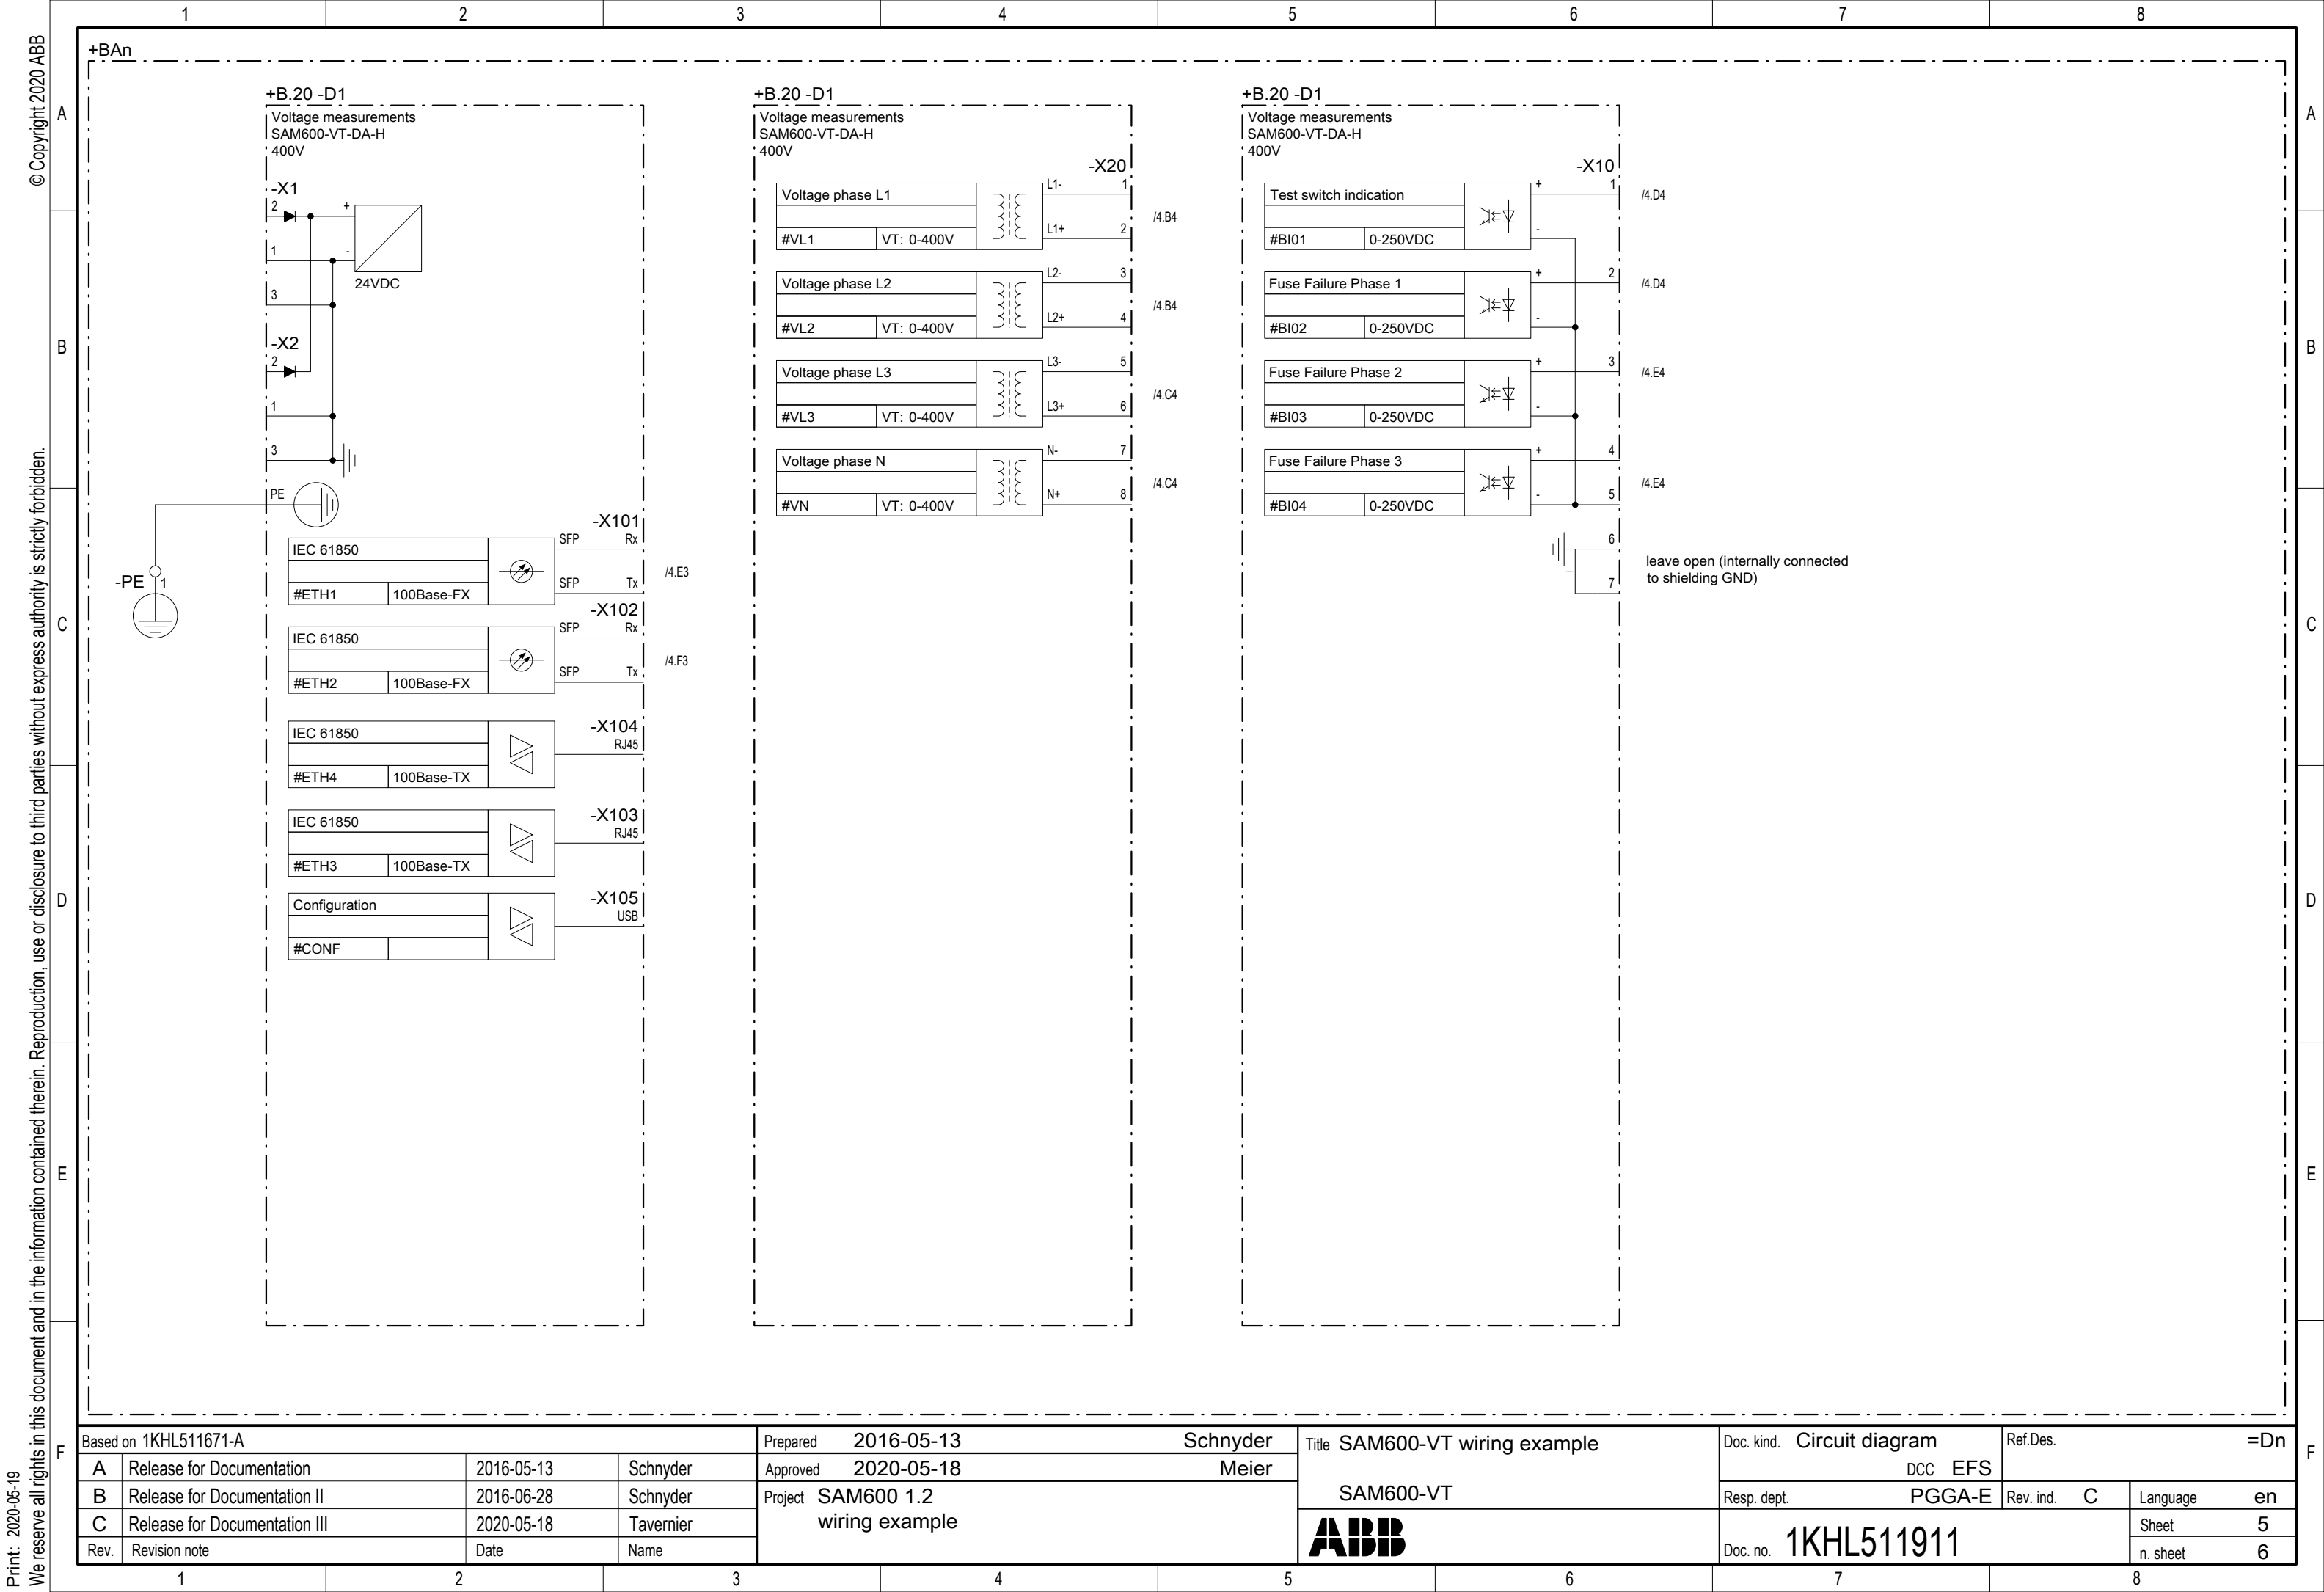 1 2 3 4 5 6 7 8
© Copyright 2020 ABB
We reserve all rights in this document and in the information contained therein. Reproduction, use or disclosure to third parties without express authority is strictly forbidden.
Print: 2020-05-19
A
B
C
D
E
F
+BAn
+B.20 -D1
Voltage measurements
SAM600-VT-DA-H
400V
-X1
2
+
1
-
24VDC
3
-X2
2
1
3
PE
-PE
1
-X101
IEC 61850
SFP Rx
#ETH1 100Base-FX
SFP Tx
/4.E3
-X102
IEC 61850
SFP Rx
#ETH2 100Base-FX
SFP Tx
/4.F3
-X104
IEC 61850
RJ45
#ETH4 100Base-TX
-X103
IEC 61850
RJ45
#ETH3 100Base-TX
-X105
Configuration
USB
#CONF
+B.20 -D1
Voltage measurements
SAM600-VT-DA-H
400V
-X20
Voltage phase L1
L1- 1
/4.B4
#VL1 VT: 0-400V
L1+ 2
Voltage phase L2
L2- 3
/4.B4
#VL2 VT: 0-400V
L2+ 4
Voltage phase L3
L3- 5
/4.C4
#VL3 VT: 0-400V
L3+ 6
Voltage phase N
N- 7
/4.C4
#VN VT: 0-400V
N+ 8
+B.20 -D1
Voltage measurements
SAM600-VT-DA-H
400V
-X10
Test switch indication
+ 1
/4.D4
#BI01 0-250VDC
-
Fuse Failure Phase 1
+ 2
/4.D4
#BI02 0-250VDC
-
Fuse Failure Phase 2
+ 3
/4.E4
#BI03 0-250VDC
-
Fuse Failure Phase 3
+ 4
/4.E4
#BI04 0-250VDC
- 5
6
7
leave open (internally connected
to shielding GND)
A
B
C
D
E
F
Based on 1KHL511671-A
A Release for Documentation 2016-05-13 Schnyder
B Release for Documentation II 2016-06-28 Schnyder
C Release for Documentation III 2020-05-18 Tavernier
Rev. Revision note Date Name
Prepared 2016-05-13 Schnyder
Approved 2020-05-18 Meier
Project SAM600 1.2
wiring example
Title SAM600-VT wiring example
SAM600-VT
ABB
Doc. kind. Circuit diagram
DCC EFS
Resp. dept. PGGA-E
Doc. no. 1KHL511911
Ref.Des. =Dn
Rev. ind. C
Language en
Sheet 5
n. sheet 6
1 2 3 4 5 6 7 8